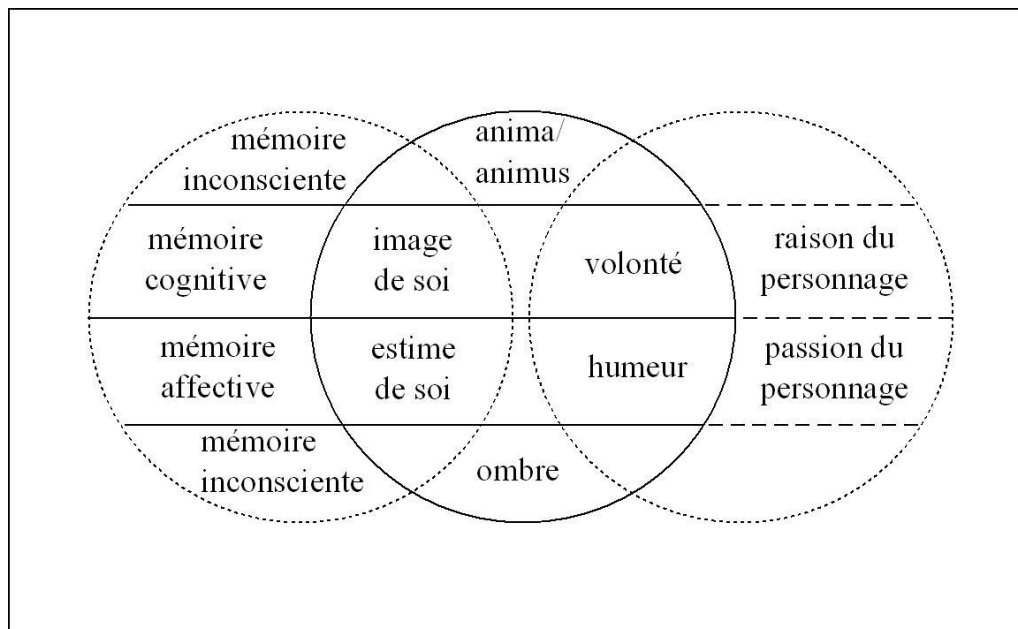 mémoire
inconsciente
anima/
animus
mémoire
cognitive
image
de soi
volonté
raison du
personnage
mémoire
affective
estime
de soi
humeur
passion du
personnage
mémoire
inconsciente
ombre